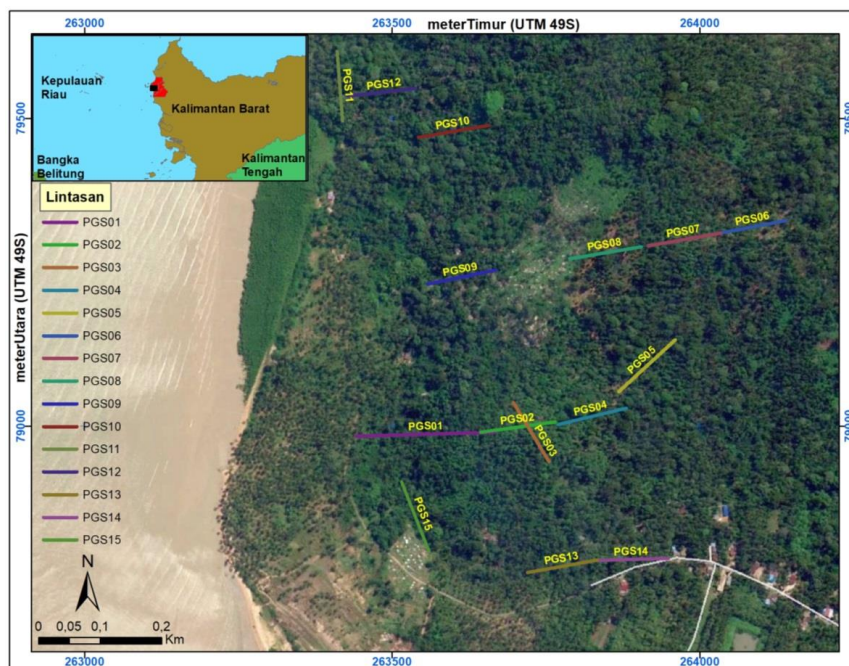 meterTimur (UTM 49S)
263000
263500
264000
Kepulauan
Riau
Kalimantan Barat
Bangka
Belitung
Kalimantan
Tengah
79500
79500
79000
79000
meterUtara (UTM 49S)
Lintasan
PGS01
PGS02
PGS03
PGS04
PGS05
PGS06
PGS07
PGS08
PGS09
PGS10
PGS11
PGS12
PGS13
PGS14
PGS15
PGS11
PGS12
PGS10
PGS06
PGS07
PGS08
PGS09
PGS05
PGS04
PGS02
PGS01
PGS03
PGS15
PGS13
PGS14
N
0 0,05 0,1 0,2
Km
263000
263500
264000